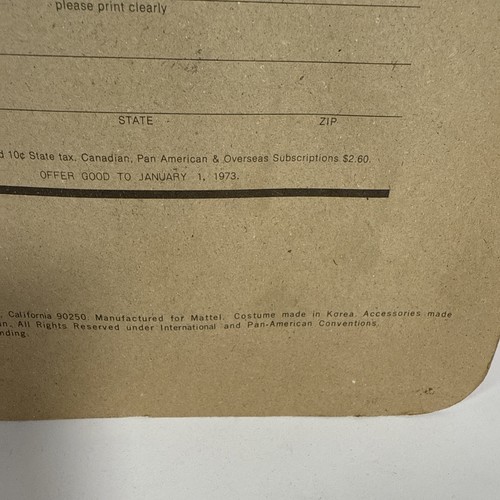 please print clearly
STATE ZIP
10¢ State tax. Canadian, Pan American & Overseas Subscriptions $2.60.
OFFER GOOD TO JANUARY 1, 1973.
California 90250. Manufactured for Mattel. Costume made in Korea. Accessories made
All Rights Reserved under International and Pan-American Conventions.